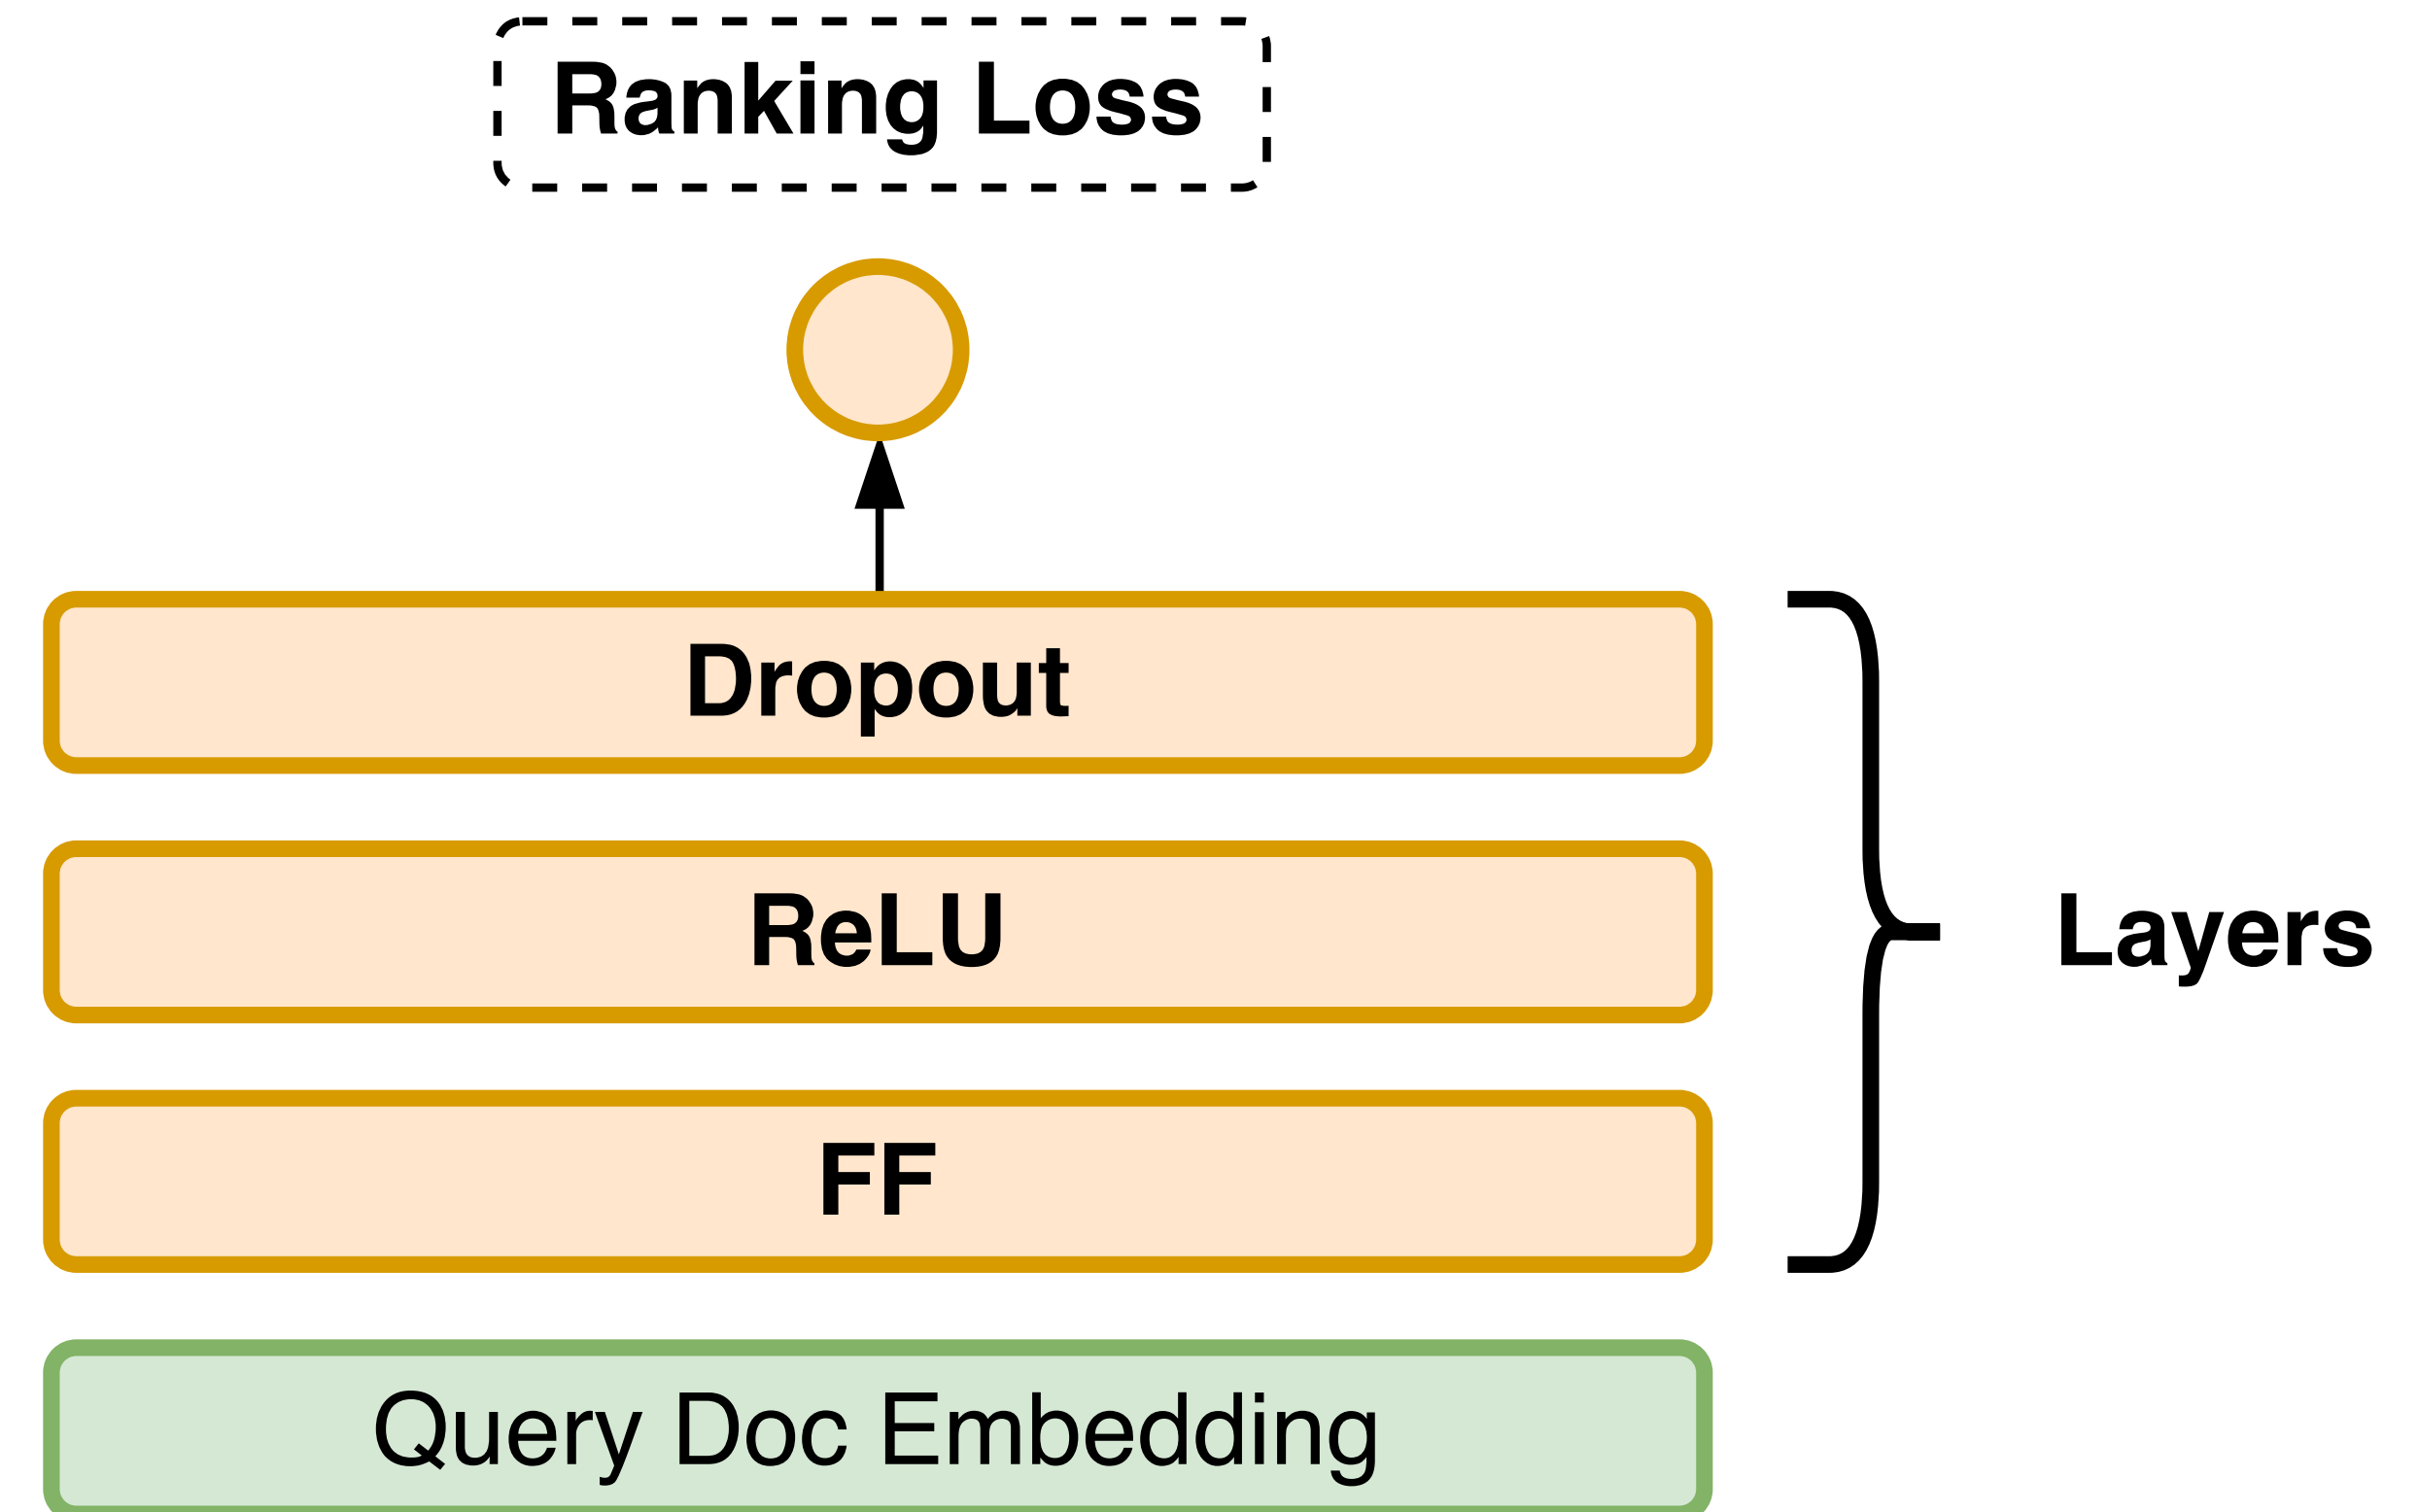 Ranking Loss
Dropout
ReLU
Layers
FF
Query Doc Embedding